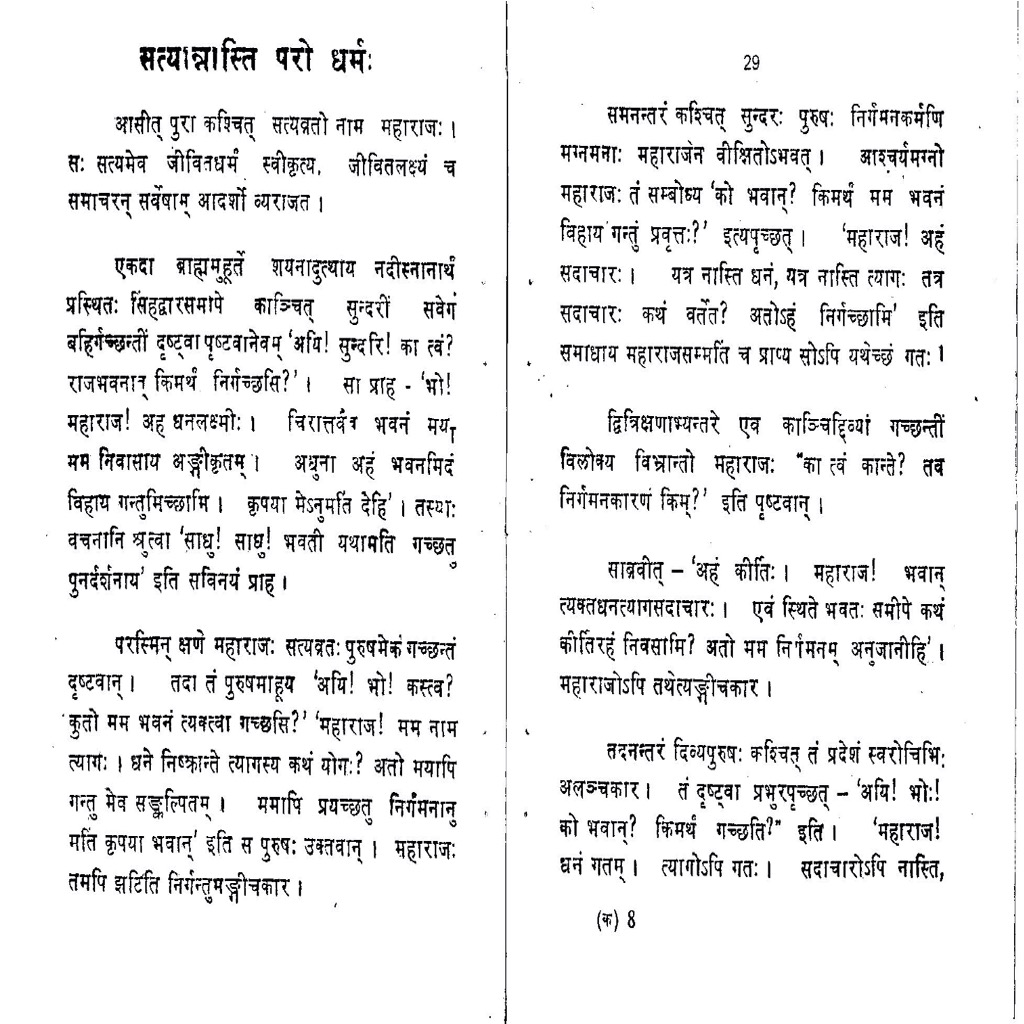 सत्यान्नास्ति परो धर्मः
आसीत् पुरा कश्चित् सत्यव्रतो नाम महाराजः ।
सः सत्यमेव जीवितधर्मं स्वीकृत्य, जीवितलक्ष्यं च
समाचरन् सर्वेषाम् आदर्शो व्यराजत ।
एकदा ब्राह्ममुहूर्ते शयनादुत्थाय नदीस्नानार्थं
प्रस्थितः सिंहद्वारसमापे काञ्चित् सुन्दरीं सवेगं
बहिर्गच्छन्तीं दृष्ट्वा पृष्टवानेवम् 'अयि! सुन्दरि! का त्वं?
राजभवनात् किमर्थं निर्गच्छसि?' । सा प्राह - 'भो!
महाराज! अह धनलक्ष्मीः । चिरात्तवैव भवनं मया
मम निवासाय अङ्गीकृतम् । अधुना अहं भवनमिदं
विहाय गन्तुमिच्छामि । कृपया मेऽनुमतिं देहि' । तस्याः
वचनानि श्रुत्वा 'साधु! साधु! भवती यथामति गच्छतु
पुनर्दर्शनाय' इति सविनयं प्राह ।
परस्मिन् क्षणे महाराजः सत्यव्रतः पुरुषमेकं गच्छन्तं
दृष्टवान् । तदा तं पुरुषमाहूय 'अयि! भो! कस्त्व?
कुतो मम भवनं त्यक्त्वा गच्छसि?' 'महाराज! मम नाम
त्यागः । धने निष्क्रान्ते त्यागस्य कथं योगः? अतो मयापि
गन्तु मेव सङ्कल्पितम् । ममापि प्रयच्छतु निर्गमनानु
मतिं कृपया भवान्' इति स पुरुषः उक्तवान् । महाराजः
तमपि झटिति निर्गन्तुमङ्गीचकार ।
29
समनन्तरं कश्चित् सुन्दरः पुरुषः निर्गमनकर्मणि
मग्नमनाः महाराजेन वीक्षितोऽभवत् । आश्चर्यमग्नो
महाराजः तं सम्बोध्य 'को भवान्? किमर्थं मम भवनं
विहाय गन्तुं प्रवृत्तः?' इत्यपृच्छत् । 'महाराज! अहं
सदाचारः । यत्र नास्ति धनं, यत्र नास्ति त्यागः तत्र
सदाचारः कथं वर्तेत? अतोऽहं निर्गच्छामि' इति
समाधाय महाराजसम्मतिं च प्राप्य सोऽपि यथेच्छं गतः ।
द्वित्रिक्षणाभ्यन्तरे एव काञ्चिद्दिव्यां गच्छन्तीं
विलोक्य विभ्रान्तो महाराजः "का त्वं कान्ते? तव
निर्गमनकारणं किम्?' इति पृष्टवान् ।
साब्रवीत् – 'अहं कीर्तिः । महाराज! भवान्
त्यक्तधनत्यागसदाचारः । एवं स्थिते भवतः समीपे कथं
कीर्तिरहं निवसामि? अतो मम निर्गमनम् अनुजानीहि' ।
महाराजोऽपि तथेत्यङ्गीचकार ।
तदनन्तरं दिव्यपुरुषः कश्चित् तं प्रदेशं स्वरोचिभिः
अलञ्चकार । तं दृष्ट्वा प्रभुरपृच्छत् – 'अयि! भोः!
को भवान्? किमर्थं गच्छति?" इति । 'महाराज!
धनं गतम् । त्यागोऽपि गतः । सदाचारोऽपि नास्ति,
(क) 8